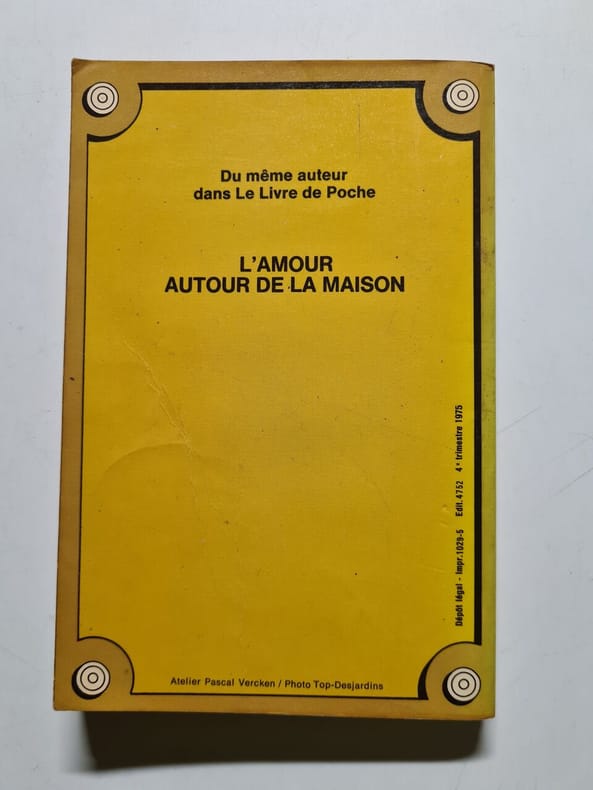 Du même auteur
dans Le Livre de Poche
L'AMOUR
AUTOUR DE LA MAISON
Dépôt légal - Impr.1029-5 Edit.4752 4e trimestre 1975
Atelier Pascal Vercken / Photo Top-Desjardins